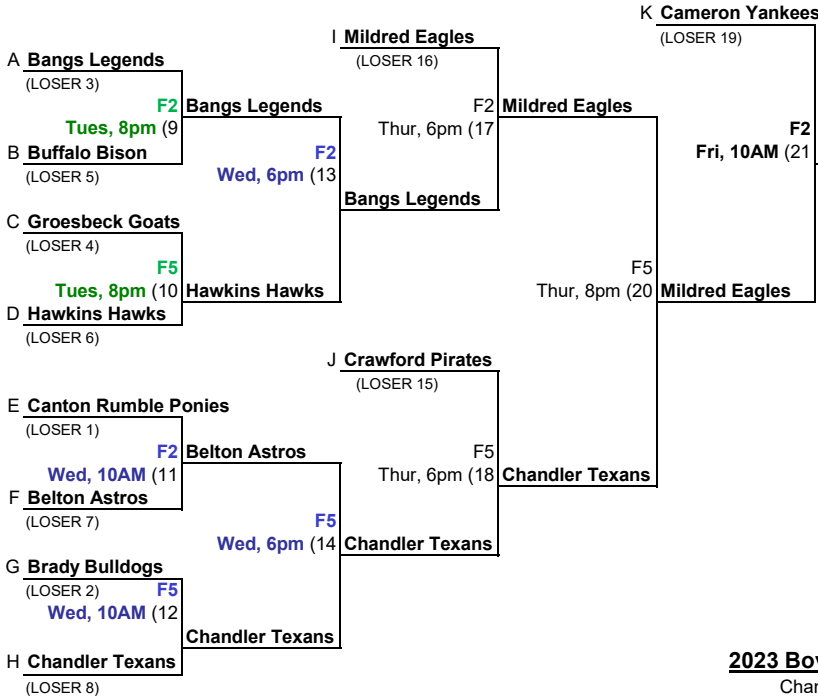 K Cameron Yankees
(LOSER 19)
I Mildred Eagles
(LOSER 16)
A Bangs Legends
(LOSER 3)
F2 Bangs Legends
Tues, 8pm (9
B Buffalo Bison
(LOSER 5)
F2 Mildred Eagles
Thur, 6pm (17
F2
Fri, 10AM (21
F2
Wed, 6pm (13
Bangs Legends
C Groesbeck Goats
(LOSER 4)
F5
Tues, 8pm (10 Hawkins Hawks
D Hawkins Hawks
(LOSER 6)
F5
Thur, 8pm (20 Mildred Eagles
J Crawford Pirates
(LOSER 15)
E Canton Rumble Ponies
(LOSER 1)
F2 Belton Astros
Wed, 10AM (11
F Belton Astros
(LOSER 7)
F5
Thur, 6pm (18 Chandler Texans
F5
Wed, 6pm (14 Chandler Texans
G Brady Bulldogs
(LOSER 2) F5
Wed, 10AM (12
Chandler Texans
H Chandler Texans
(LOSER 8)
2023